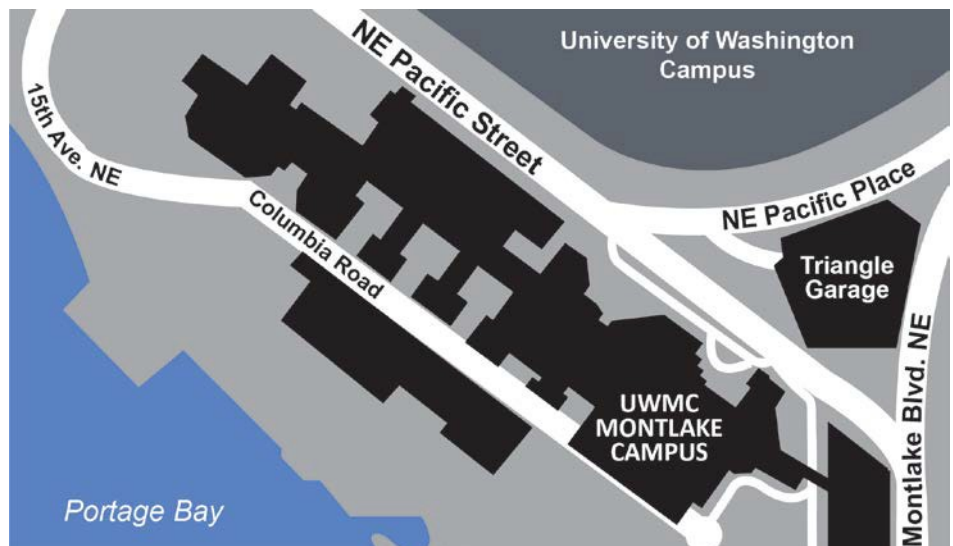 University of Washington
Campus
NE Pacific Street
15th Ave. NE
NE Pacific Place
Columbia Road
Triangle
Garage
Montlake Blvd. NE
UWMC
MONTLAKE
CAMPUS
Portage Bay